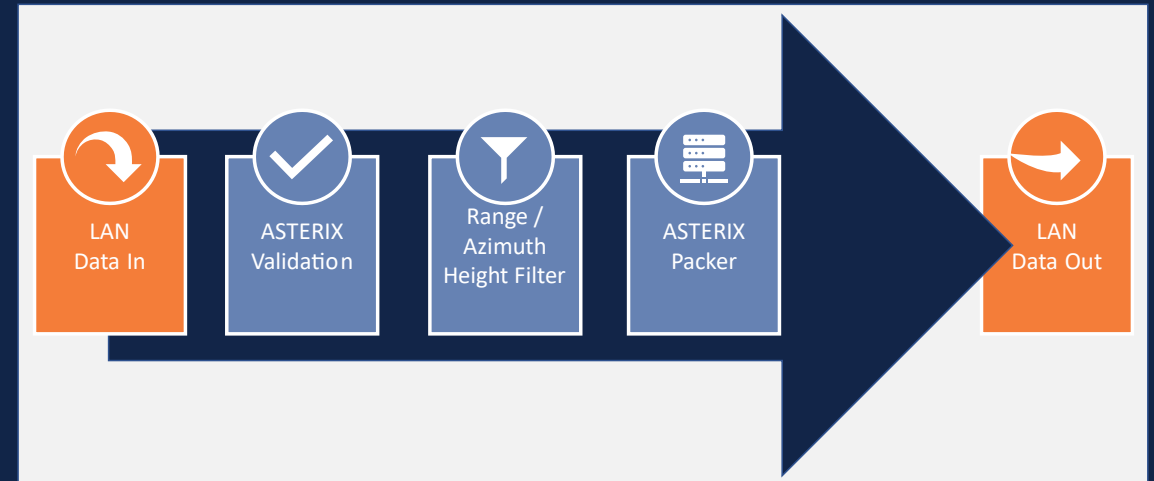 LAN
Data In
ASTERIX
Validation
Range /
Azimuth
Height Filter
ASTERIX
Packer
LAN
Data Out